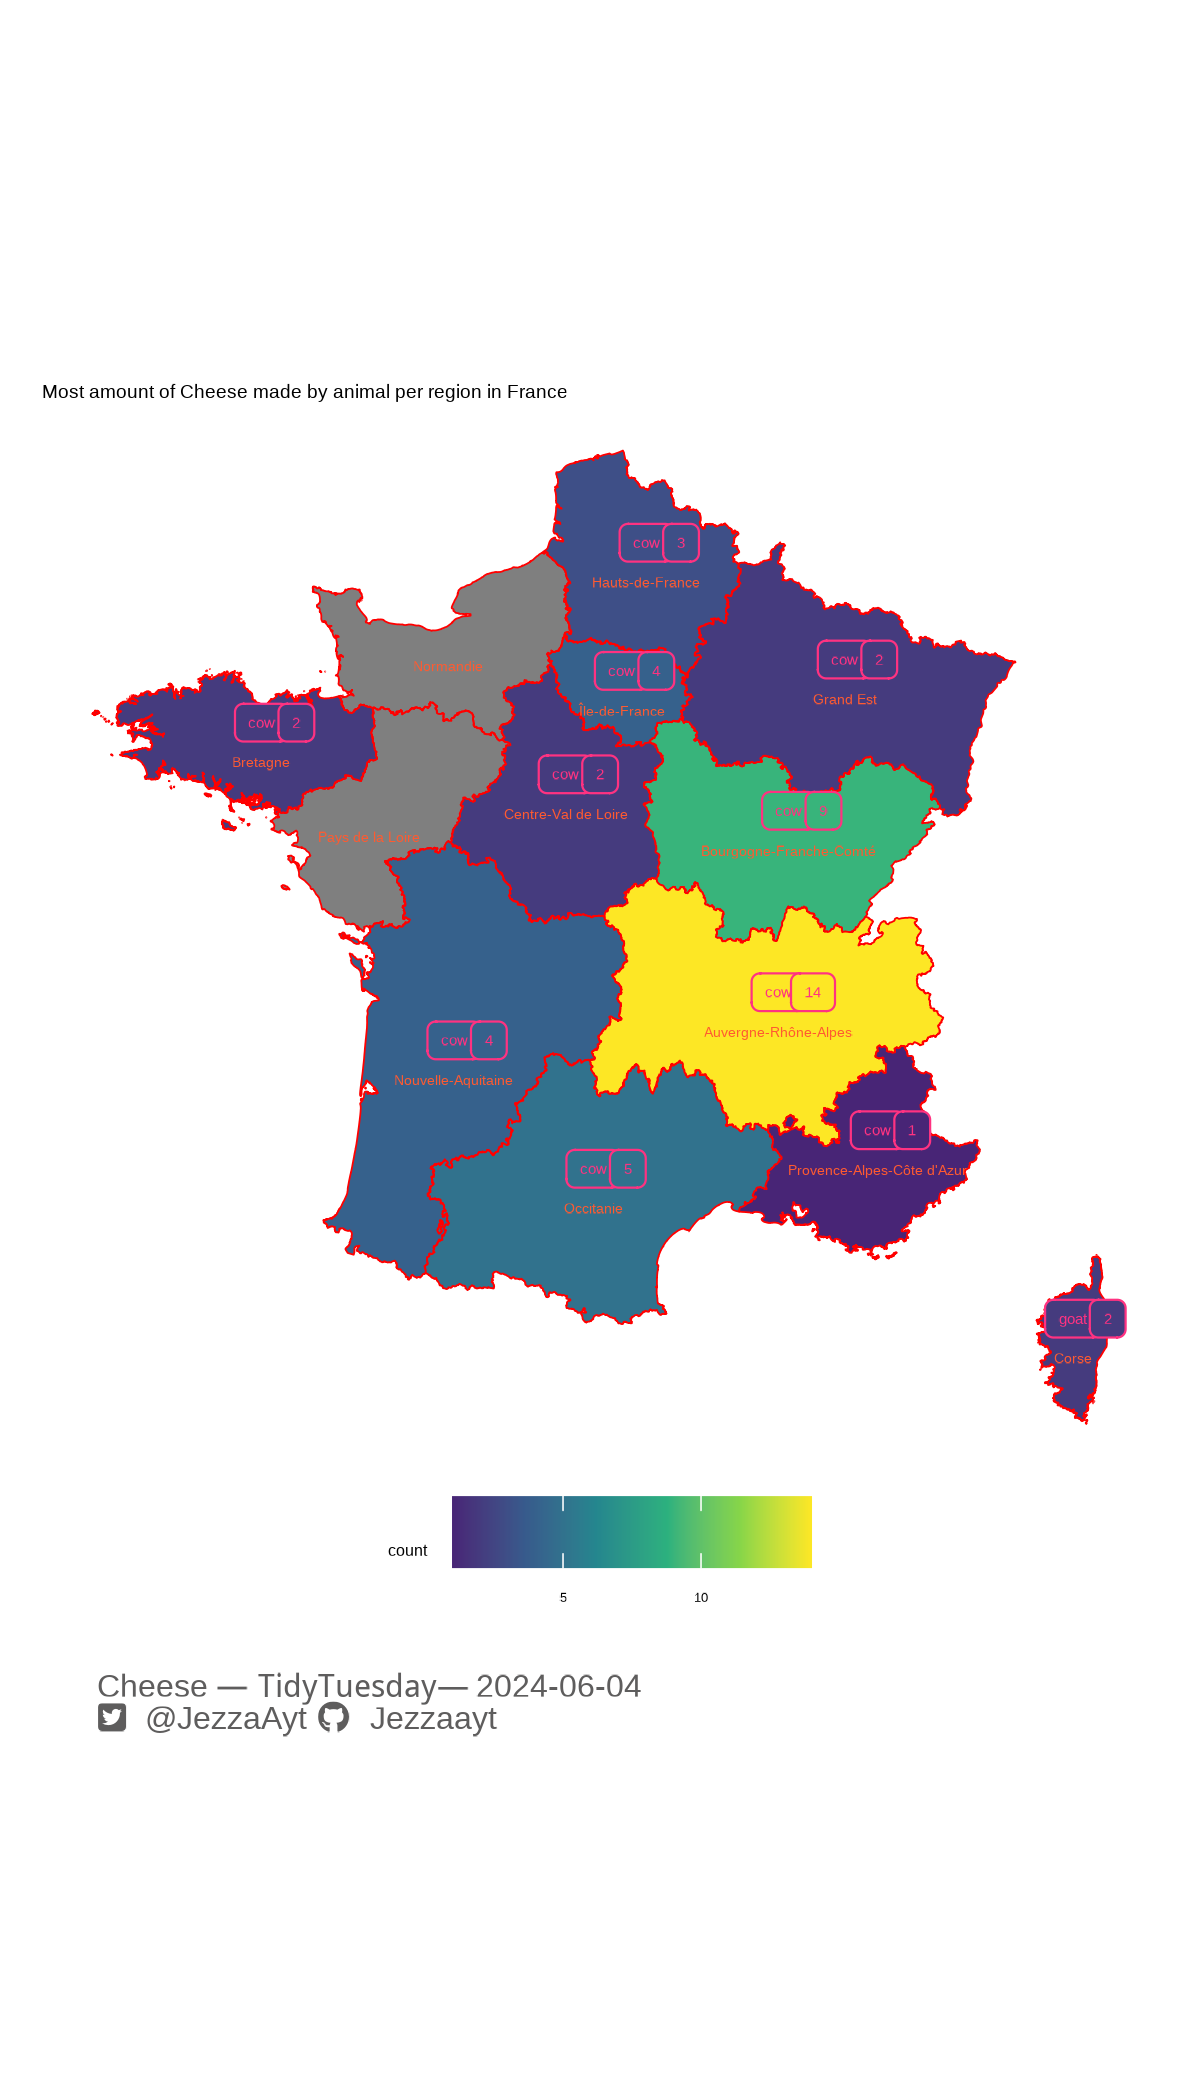 Most amount of Cheese made by animal per region in France
cow 3
Hauts-de-France
cow 2
Grand Est
Normandie
cow 4
Île-de-France
cow 2
Bretagne
cow 2
Centre-Val de Loire
cow 9
Bourgogne-Franche-Comté
Pays de la Loire
cow 14
Auvergne-Rhône-Alpes
cow 4
Nouvelle-Aquitaine
cow 1
Provence-Alpes-Côte d'Azur
cow 5
Occitanie
goat 2
Corse
count
5 10
Cheese — TidyTuesday— 2024-06-04
@JezzaAyt Jezzaayt